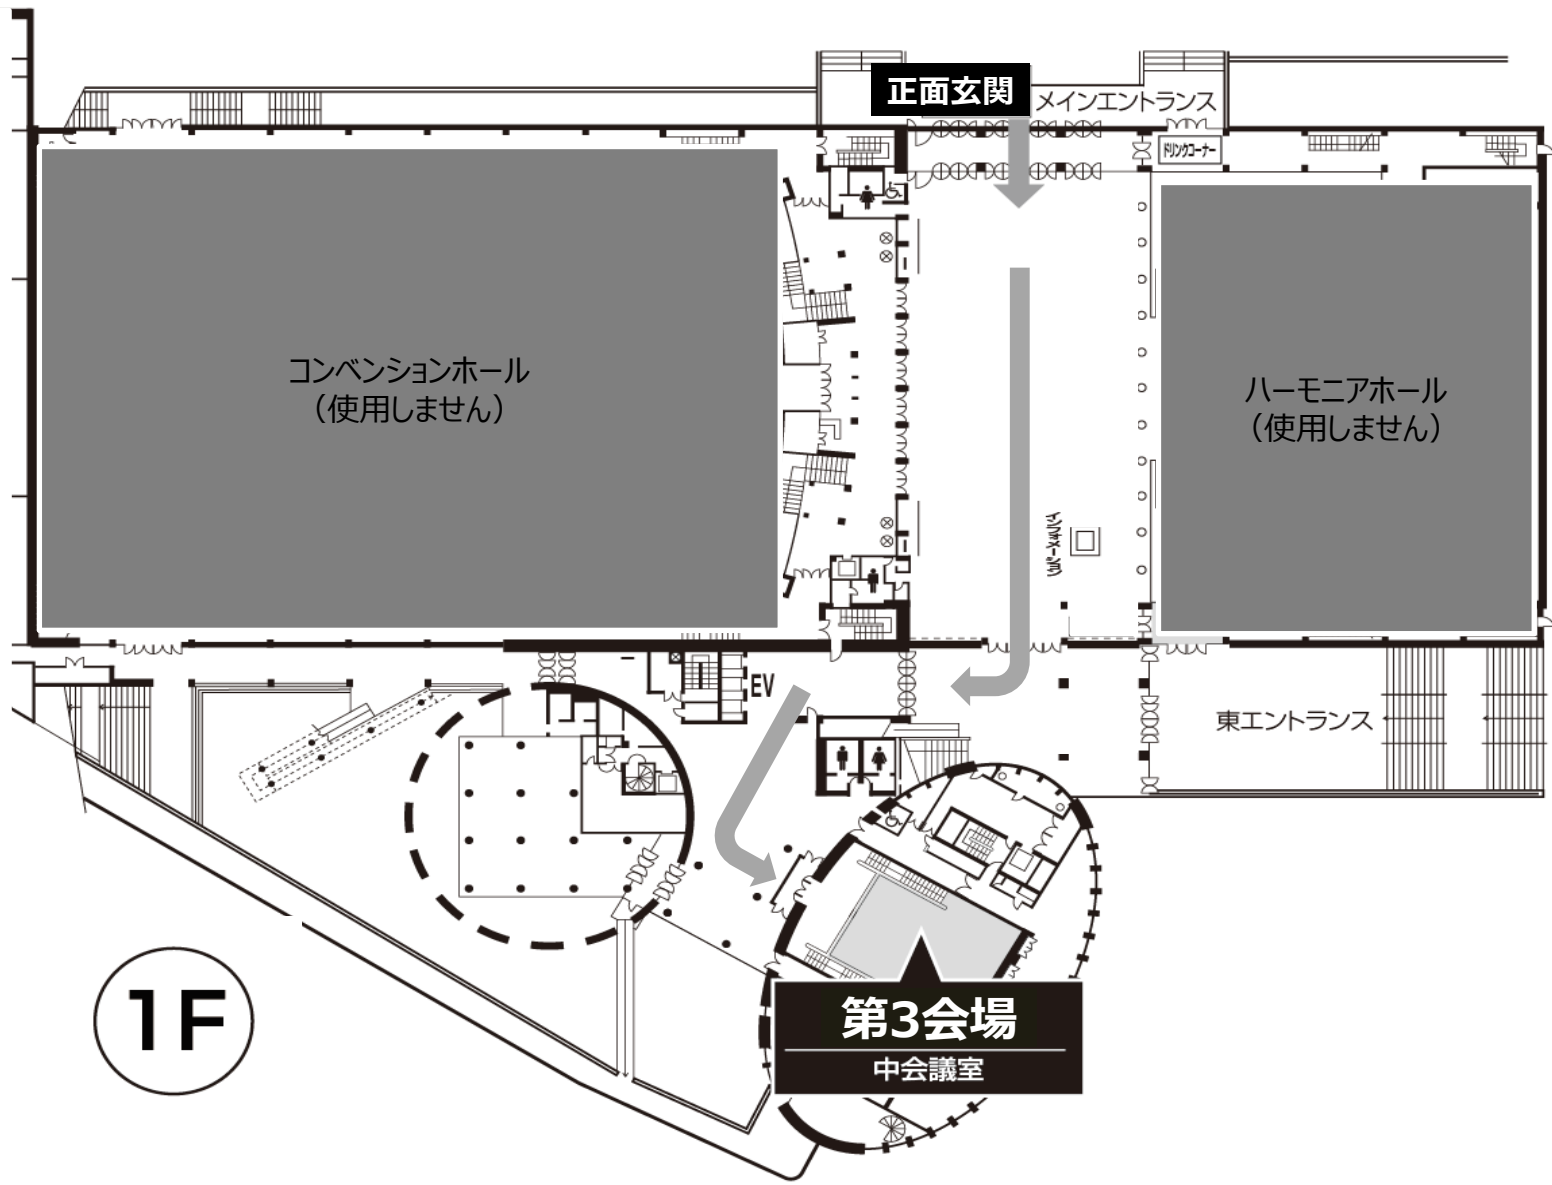 正面玄関
メインエントランス
ドリンクコーナー
コンベンションホール
（使用しません）
ハーモニアホール
（使用しません）
インフォメーション
EV
東エントランス
第3会場
中会議室
1F